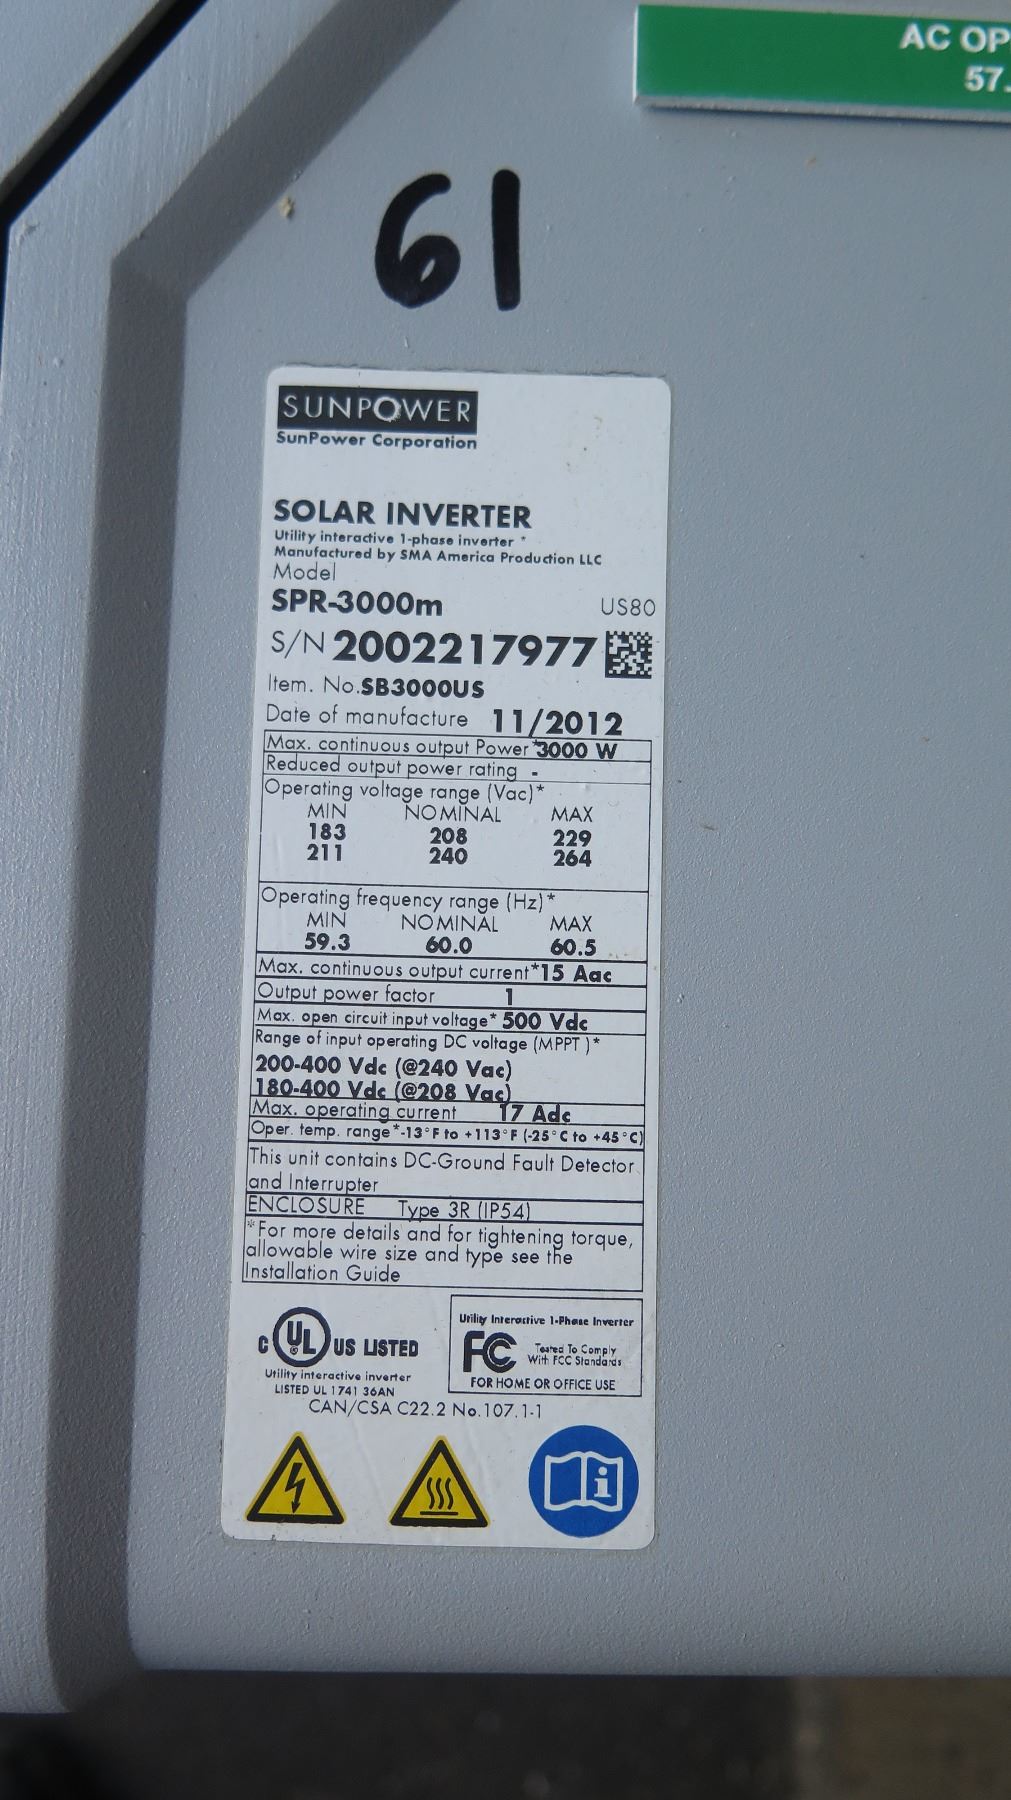 AC OP
57.
61
SUNPOWER
SunPower Corporation
SOLAR INVERTER
Utility interactive 1-phase inverter *
Manufactured by SMA America Production LLC
Model
SPR-3000m US80
S/N 2002217977
Item. No.SB3000US
Date of manufacture 11/2012
Max. continuous output Power* 3000 W
Reduced output power rating -
Operating voltage range (Vac)*
MIN NOMINAL MAX
183 208 229
211 240 264
Operating frequency range (Hz)*
MIN NOMINAL MAX
59.3 60.0 60.5
Max. continuous output current* 15 Aac
Output power factor 1
Max. open circuit input voltage* 500 Vdc
Range of input operating DC voltage (MPPT )*
200-400 Vdc (@240 Vac)
180-400 Vdc (@208 Vac)
Max. operating current 17 Adc
Oper. temp. range*-13°F to +113°F (-25°C to +45°C)
This unit contains DC-Ground Fault Detector
and Interrupter
ENCLOSURE Type 3R (IP54)
*For more details and for tightening torque,
allowable wire size and type see the
Installation Guide
C UL US LISTED
Utility interactive inverter
LISTED UL 1741 36AN
CAN/CSA C22.2 No.107.1-1
Utility Interactive 1-Phase Inverter
FC Tested To Comply
With FCC Standards
FOR HOME OR OFFICE USE